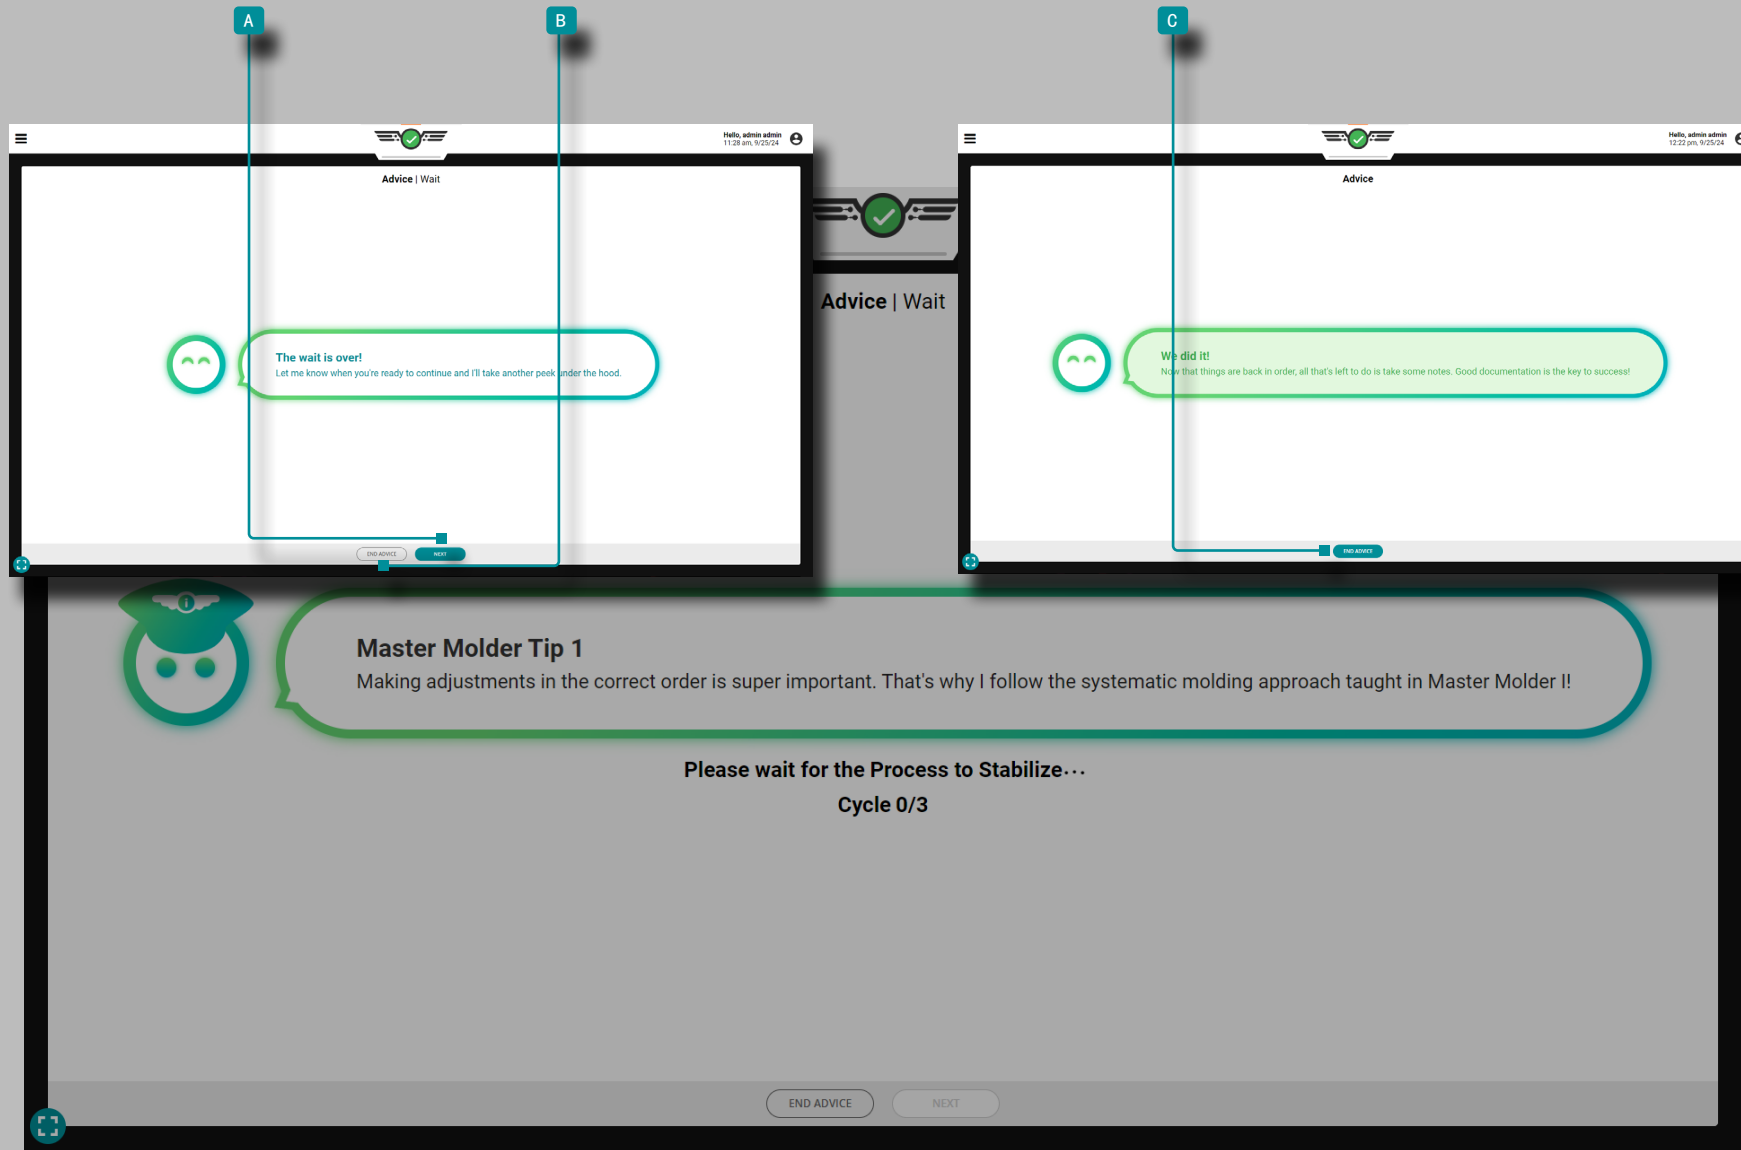 A
B
C
Hello, admin admin
11:28 am, 9/25/24
Advice | Wait
The wait is over!
Let me know when you're ready to continue and I'll take another peek under the hood.
END ADVICE
NEXT
Hello, admin admin
12:22 pm, 9/25/24
Advice
We did it!
Now that things are back in order, all that's left to do is take some notes. Good documentation is the key to success!
END ADVICE
Advice | Wait
Master Molder Tip 1
Making adjustments in the correct order is super important. That's why I follow the systematic molding approach taught in Master Molder I!
Please wait for the Process to Stabilize...
Cycle 0/3
END ADVICE
NEXT